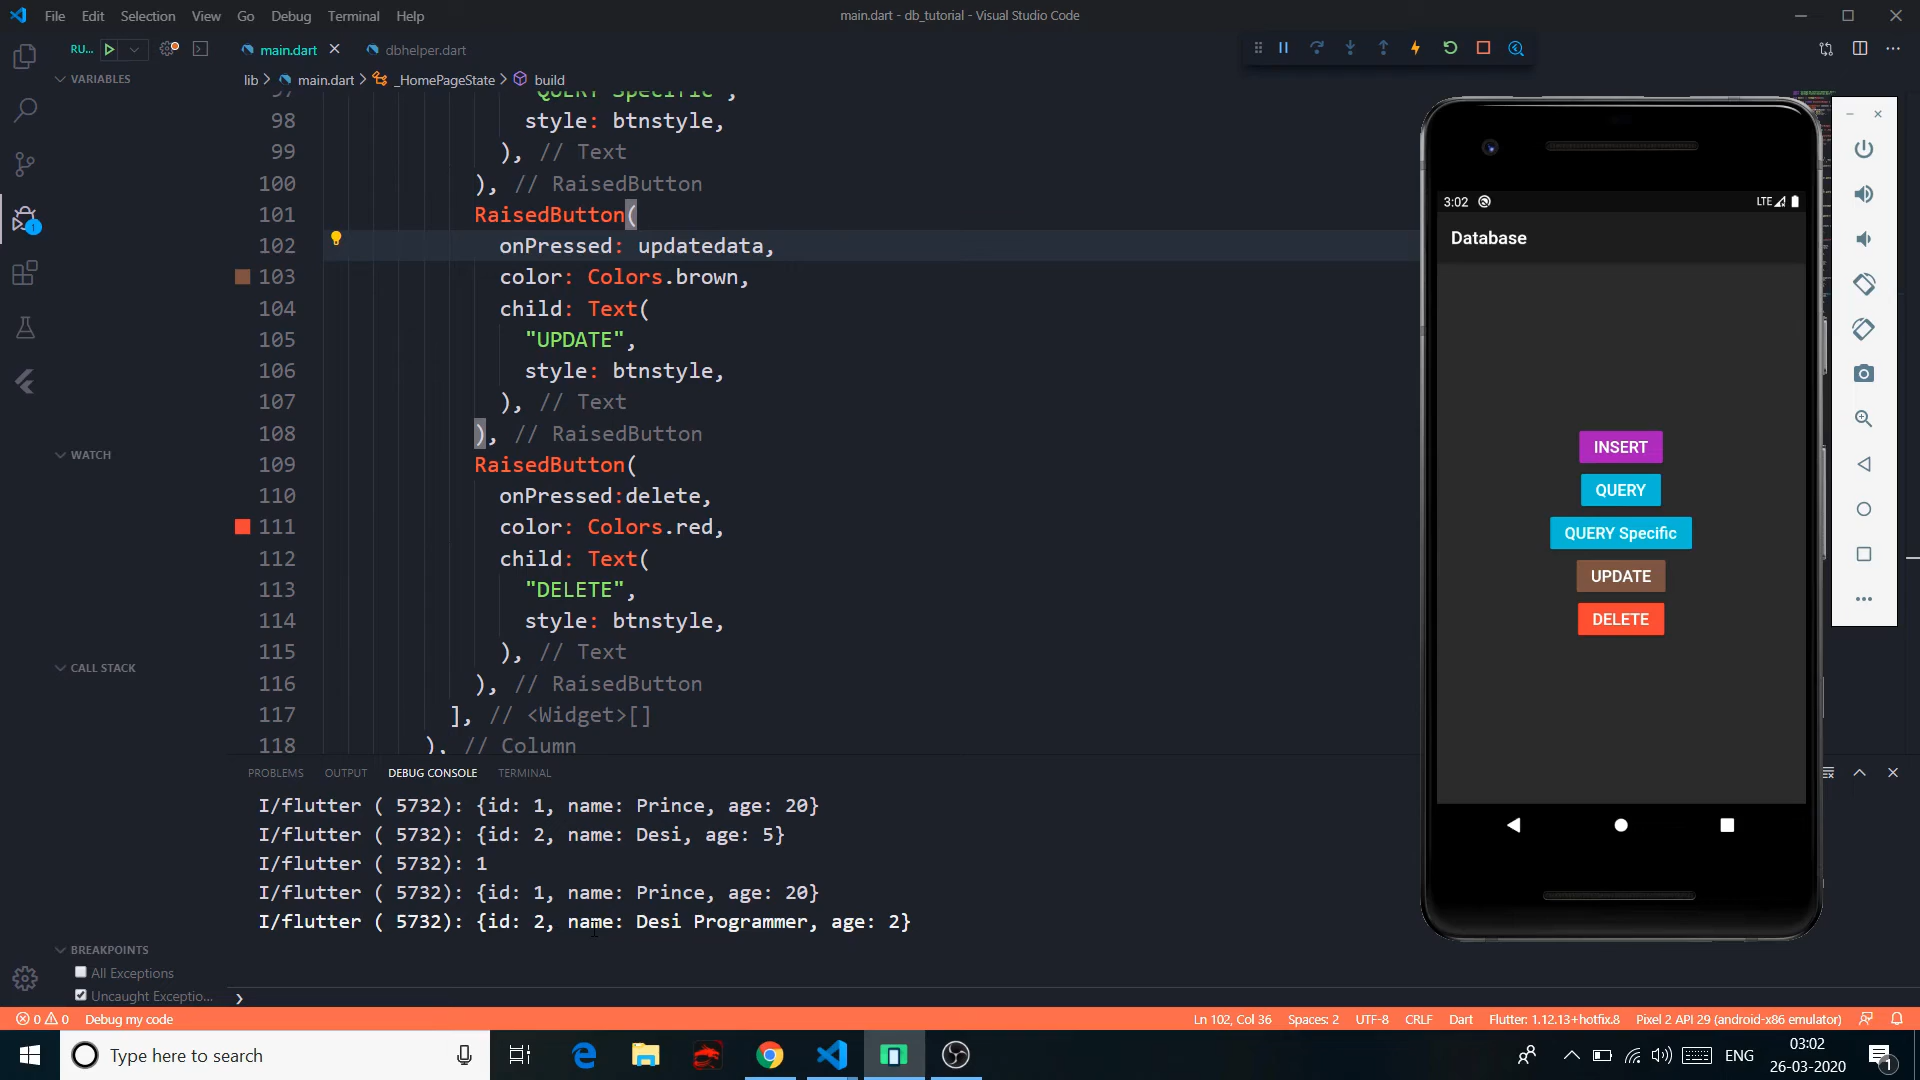 File Edit Selection View Go Debug Terminal Help
main.dart - db_tutorial - Visual Studio Code
RU...
main.dart
dbhelper.dart
VARIABLES
lib > main.dart > _HomePageState > build
97 "QUERY Specific",
98 style: btnstyle,
99 ), // Text
100 ), // RaisedButton
101 RaisedButton(
102 onPressed: updatedata,
103 color: Colors.brown,
104 child: Text(
105 "UPDATE",
106 style: btnstyle,
107 ), // Text
108 ), // RaisedButton
109 RaisedButton(
110 onPressed:delete,
111 color: Colors.red,
112 child: Text(
113 "DELETE",
114 style: btnstyle,
115 ), // Text
116 ), // RaisedButton
117 ], // <Widget>[]
118 ), // Column
WATCH
CALL STACK
BREAKPOINTS
All Exceptions
Uncaught Exceptio...
1
PROBLEMS OUTPUT DEBUG CONSOLE TERMINAL
I/flutter ( 5732): {id: 1, name: Prince, age: 20}
I/flutter ( 5732): {id: 2, name: Desi, age: 5}
I/flutter ( 5732): 1
I/flutter ( 5732): {id: 1, name: Prince, age: 20}
I/flutter ( 5732): {id: 2, name: Desi Programmer, age: 2}
3:02
LTE
Database
INSERT
QUERY
QUERY Specific
UPDATE
DELETE
0 0 Debug my code
Ln 102, Col 36 Spaces: 2 UTF-8 CRLF Dart Flutter: 1.12.13+hotfix.8 Pixel 2 API 29 (android-x86 emulator)
Type here to search
ENG
03:02
26-03-2020
1